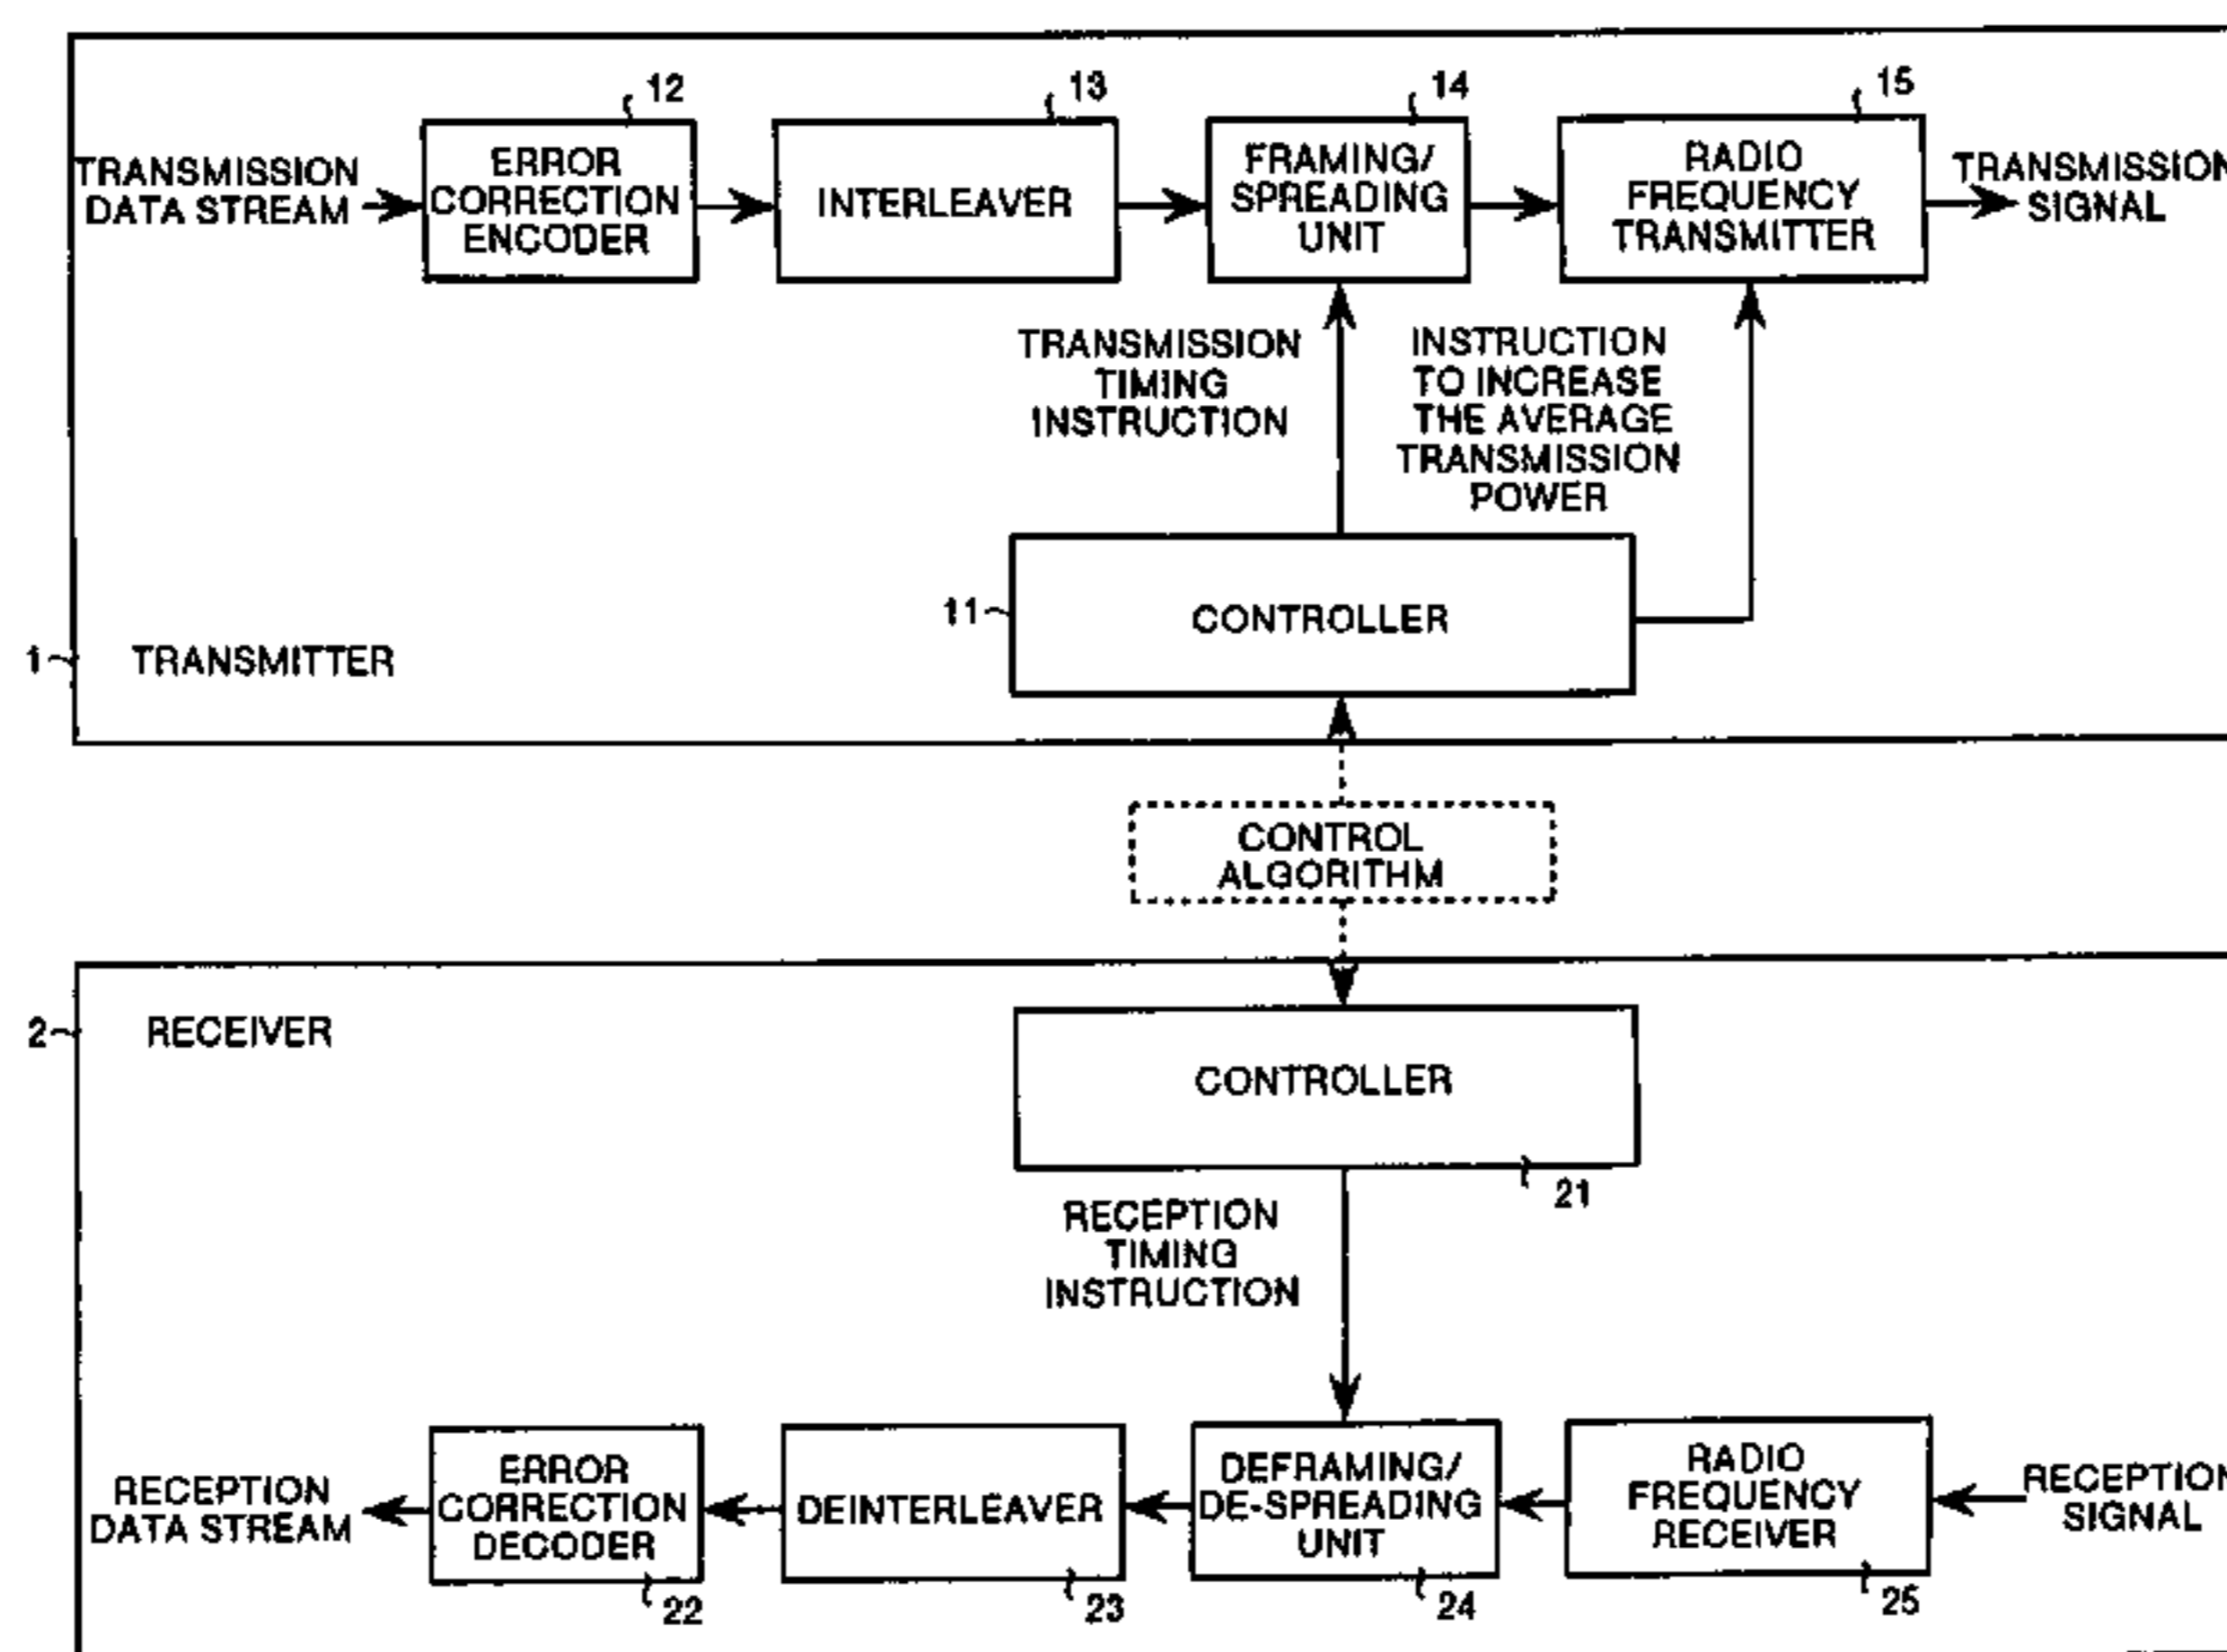 12
13
14
15
TRANSMISSION
DATA STREAM
ERROR
CORRECTION
ENCODER
INTERLEAVER
FRAMING/
SPREADING
UNIT
RADIO
FREQUENCY
TRANSMITTER
TRANSMISSION
SIGNAL
TRANSMISSION
TIMING
INSTRUCTION
INSTRUCTION
TO INCREASE
THE AVERAGE
TRANSMISSION
POWER
11
CONTROLLER
1
TRANSMITTER
CONTROL
ALGORITHM
2
RECEIVER
CONTROLLER
21
RECEPTION
TIMING
INSTRUCTION
RECEPTION
DATA STREAM
ERROR
CORRECTION
DECODER
DEINTERLEAVER
DEFRAMING/
DE-SPREADING
UNIT
RADIO
FREQUENCY
RECEIVER
RECEPTION
SIGNAL
22
23
24
25